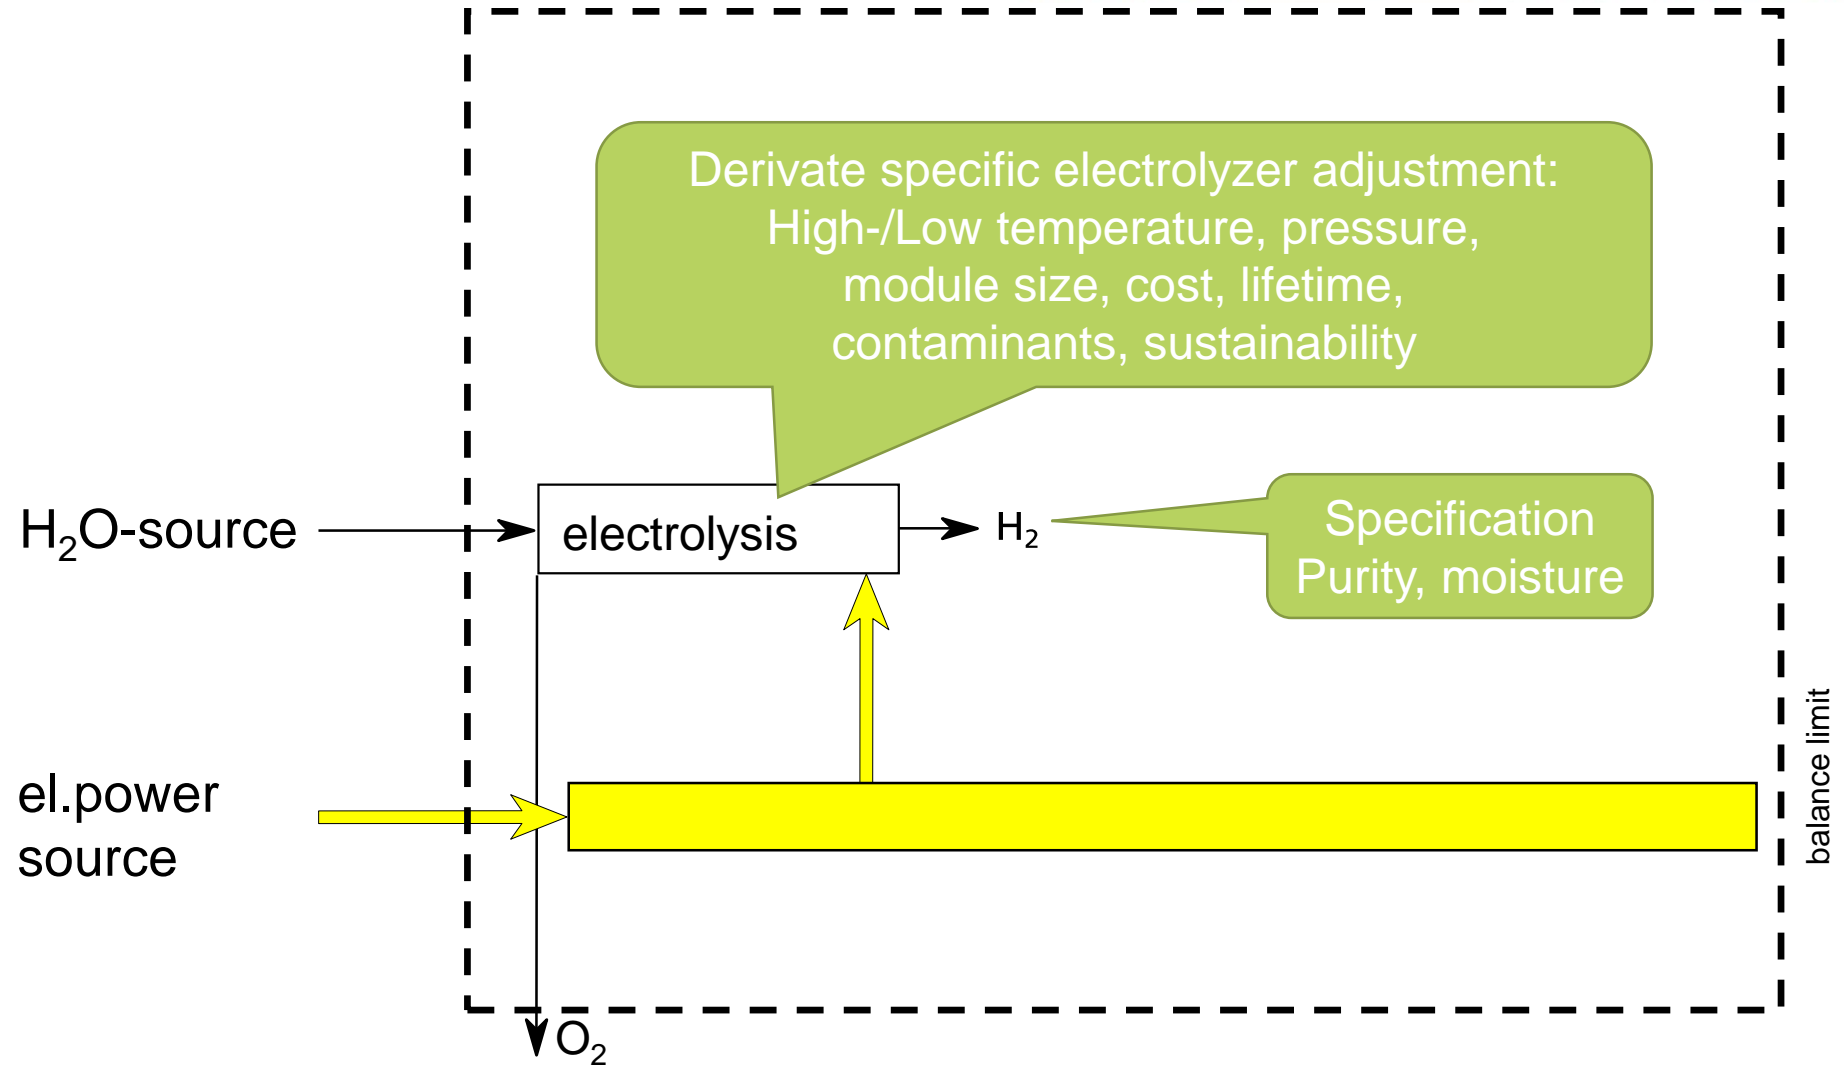 Derivate specific electrolyzer adjustment:
High-/Low temperature, pressure,
module size, cost, lifetime,
contaminants, sustainability
H₂O-source
electrolysis
H₂
Specification
Purity, moisture
el.power
source
balance limit
O₂